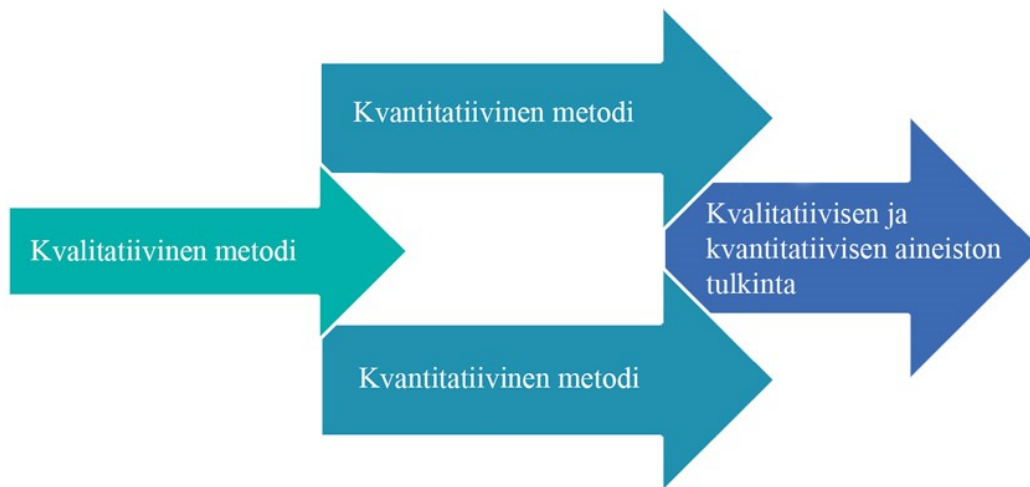 Kvantitatiivinen metodi
Kvalitatiivinen metodi
Kvalitatiivisen ja
kvantitatiivisen aineiston
tulkinta
Kvantitatiivinen metodi